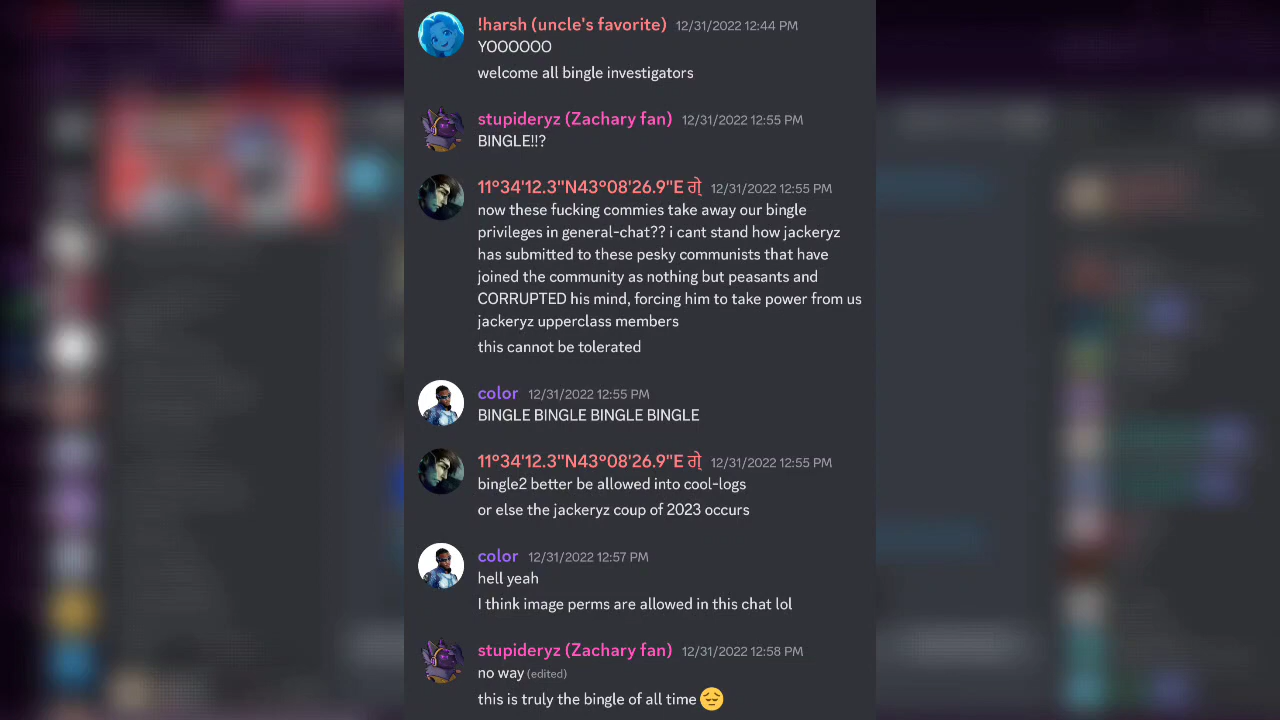 !harsh (uncle's favorite) 12/31/2022 12:44 PM
YOOOOOO
welcome all bingle investigators
stupideryz (Zachary fan) 12/31/2022 12:55 PM
BINGLE!!?
11°34'12.3"N43°08'26.9"E ਗੇ੍ 12/31/2022 12:55 PM
now these fucking commies take away our bingle
privileges in general-chat?? i cant stand how jackeryz
has submitted to these pesky communists that have
joined the community as nothing but peasants and
CORRUPTED his mind, forcing him to take power from us
jackeryz upperclass members
this cannot be tolerated
color 12/31/2022 12:55 PM
BINGLE BINGLE BINGLE BINGLE
11°34'12.3"N43°08'26.9"E ਗੇ੍ 12/31/2022 12:55 PM
bingle2 better be allowed into cool-logs
or else the jackeryz coup of 2023 occurs
color 12/31/2022 12:57 PM
hell yeah
I think image perms are allowed in this chat lol
stupideryz (Zachary fan) 12/31/2022 12:58 PM
no way (edited)
this is truly the bingle of all time 😔